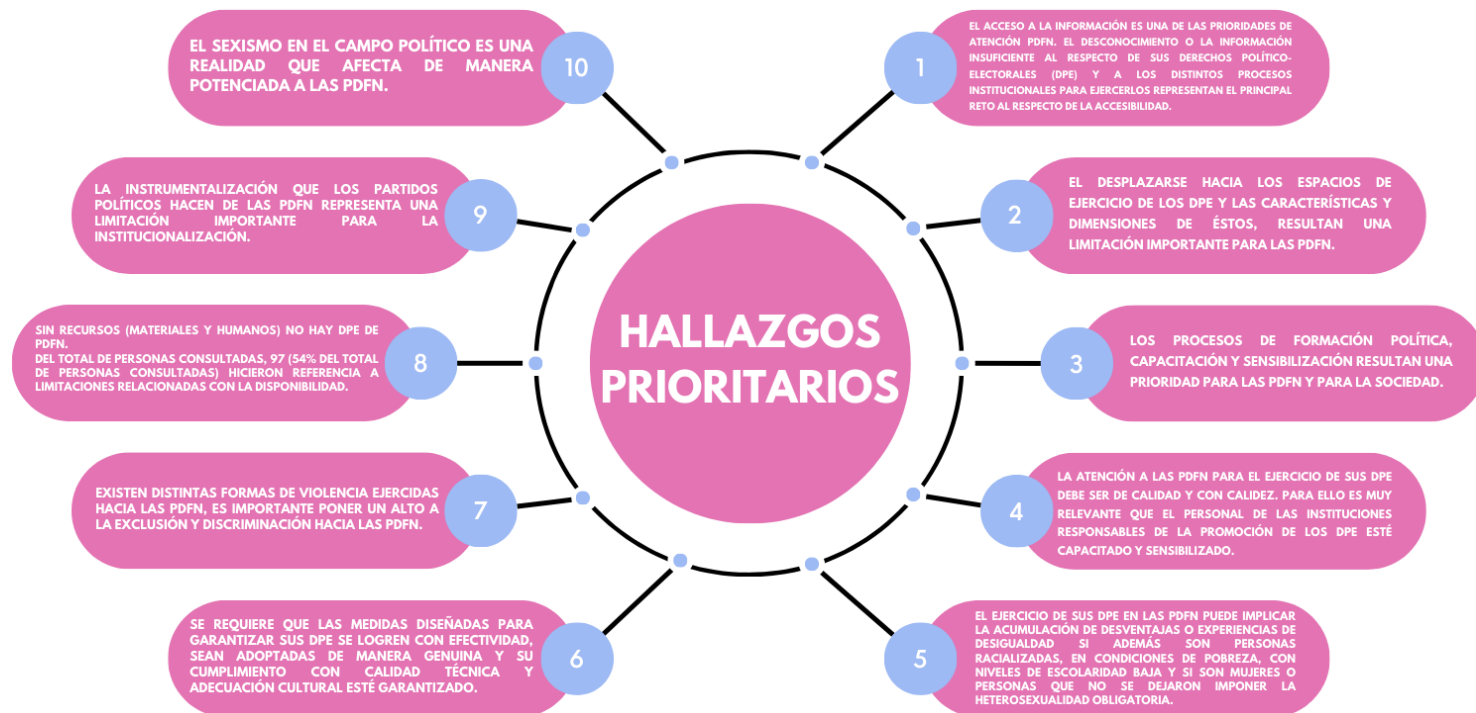 HALLAZGOS
PRIORITARIOS
1
EL ACCESO A LA INFORMACIÓN ES UNA DE LAS PRIORIDADES DE
ATENCIÓN PDFN. EL DESCONOCIMIENTO O LA INFORMACIÓN
INSUFICIENTE AL RESPECTO DE SUS DERECHOS POLÍTICO-
ELECTORALES (DPE) Y A LOS DISTINTOS PROCESOS
INSTITUCIONALES PARA EJERCERLOS REPRESENTAN EL PRINCIPAL
RETO AL RESPECTO DE LA ACCESIBILIDAD.
2
EL DESPLAZARSE HACIA LOS ESPACIOS DE
EJERCICIO DE LOS DPE Y LAS CARACTERÍSTICAS Y
DIMENSIONES DE ÉSTOS, RESULTAN UNA
LIMITACIÓN IMPORTANTE PARA LAS PDFN.
3
LOS PROCESOS DE FORMACIÓN POLÍTICA,
CAPACITACIÓN Y SENSIBILIZACIÓN RESULTAN UNA
PRIORIDAD PARA LAS PDFN Y PARA LA SOCIEDAD.
4
LA ATENCIÓN A LAS PDFN PARA EL EJERCICIO DE SUS DPE
DEBE SER DE CALIDAD Y CON CALIDEZ. PARA ELLO ES MUY
RELEVANTE QUE EL PERSONAL DE LAS INSTITUCIONES
RESPONSABLES DE LA PROMOCIÓN DE LOS DPE ESTÉ
CAPACITADO Y SENSIBILIZADO.
5
EL EJERCICIO DE SUS DPE EN LAS PDFN PUEDE IMPLICAR
LA ACUMULACIÓN DE DESVENTAJAS O EXPERIENCIAS DE
DESIGUALDAD SI ADEMÁS SON PERSONAS
RACIALIZADAS, EN CONDICIONES DE POBREZA, CON
NIVELES DE ESCOLARIDAD BAJA Y SI SON MUJERES O
PERSONAS QUE NO SE DEJARON IMPONER LA
HETEROSEXUALIDAD OBLIGATORIA.
6
SE REQUIERE QUE LAS MEDIDAS DISEÑADAS PARA
GARANTIZAR SUS DPE SE LOGREN CON EFECTIVIDAD,
SEAN ADOPTADAS DE MANERA GENUINA Y SU
CUMPLIMIENTO CON CALIDAD TÉCNICA Y
ADECUACIÓN CULTURAL ESTÉ GARANTIZADO.
7
EXISTEN DISTINTAS FORMAS DE VIOLENCIA EJERCIDAS
HACIA LAS PDFN, ES IMPORTANTE PONER UN ALTO A
LA EXCLUSIÓN Y DISCRIMINACIÓN HACIA LAS PDFN.
8
SIN RECURSOS (MATERIALES Y HUMANOS) NO HAY DPE DE
PDFN.
DEL TOTAL DE PERSONAS CONSULTADAS, 97 (54% DEL TOTAL
DE PERSONAS CONSULTADAS) HICIERON REFERENCIA A
LIMITACIONES RELACIONADAS CON LA DISPONIBILIDAD.
9
LA INSTRUMENTALIZACIÓN QUE LOS PARTIDOS
POLÍTICOS HACEN DE LAS PDFN REPRESENTA UNA
LIMITACIÓN IMPORTANTE PARA LA
INSTITUCIONALIZACIÓN.
10
EL SEXISMO EN EL CAMPO POLÍTICO ES UNA
REALIDAD QUE AFECTA DE MANERA
POTENCIADA A LAS PDFN.